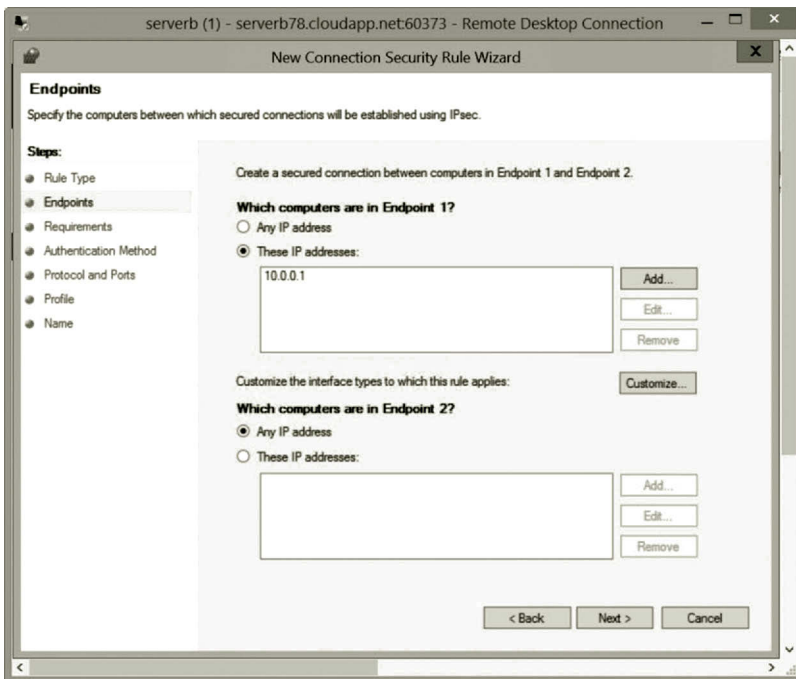 serverb (1) - serverb78.cloudapp.net:60373 - Remote Desktop Connection
New Connection Security Rule Wizard
Endpoints
Specify the computers between which secured connections will be established using IPsec.
Steps:
Rule Type
Endpoints
Requirements
Authentication Method
Protocol and Ports
Profile
Name
Create a secured connection between computers in Endpoint 1 and Endpoint 2.
Which computers are in Endpoint 1?
Any IP address
These IP addresses:
10.0.0.1
Add...
Edit...
Remove
Customize the interface types to which this rule applies:
Customize...
Which computers are in Endpoint 2?
Any IP address
These IP addresses:
Add...
Edit...
Remove
< Back
Next >
Cancel